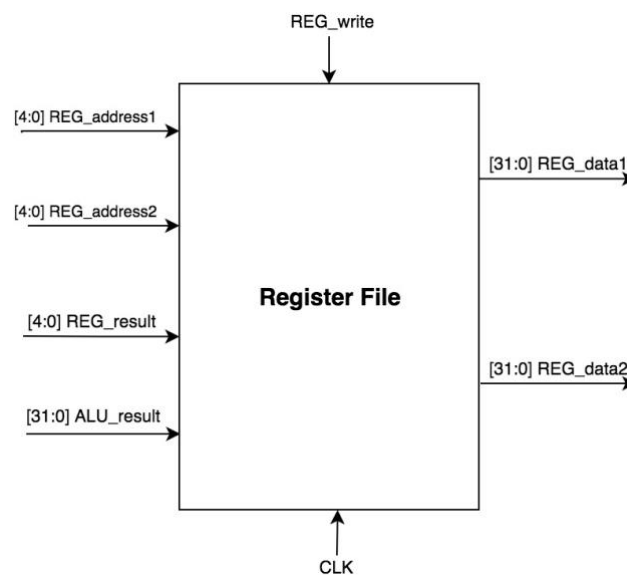 REG_write
[4:0] REG_address1
[31:0] REG_data1
[4:0] REG_address2
Register File
[4:0] REG_result
[31:0] REG_data2
[31:0] ALU_result
CLK